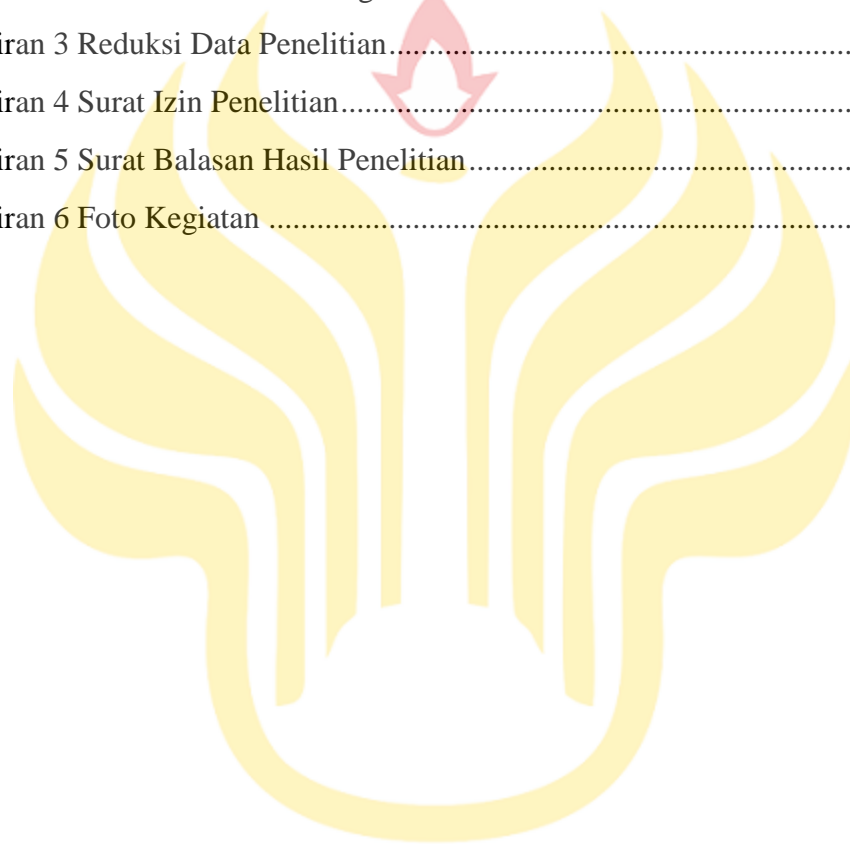 iran 3 Reduksi Data Penelitian
iran 4 Surat Izin Penelitian
iran 5 Surat Balasan Hasil Penelitian
iran 6 Foto Kegiatan